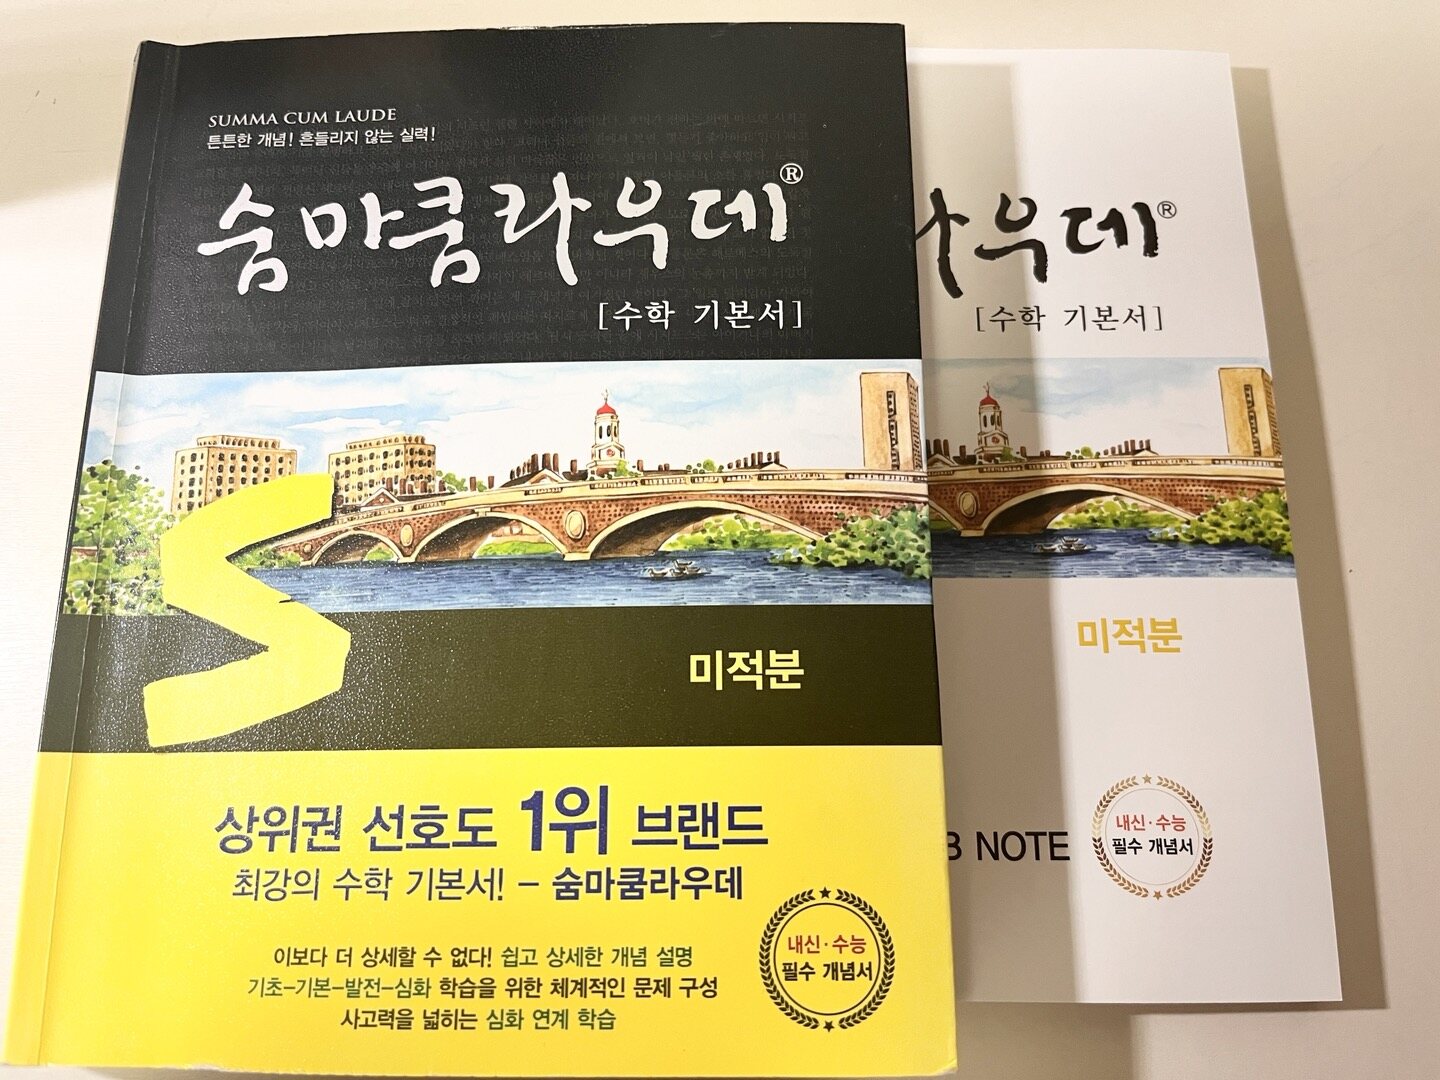 SUMMA CUM LAUDE
튼튼한 개념! 흔들리지 않는 실력!
숨마쿰라우데®
[수학 기본서]
미적분
상위권 선호도 1위 브랜드
최강의 수학 기본서! – 숨마쿰라우데
이보다 더 상세할 수 없다! 쉽고 상세한 개념 설명
기초–기본–발전–심화 학습을 위한 체계적인 문제 구성
사고력을 넓히는 심화 연계 학습
내신·수능
필수 개념서
라우데®
[수학 기본서]
미적분
NOTE
내신·수능
필수 개념서